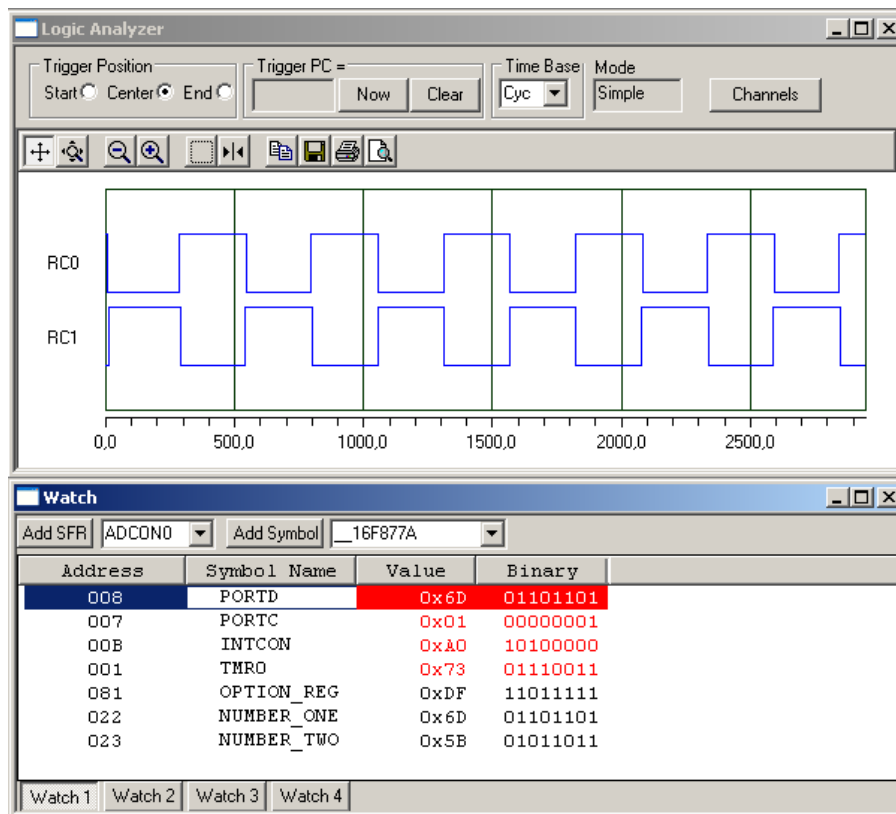 Logic Analyzer
Trigger Position
Start Center End
Trigger PC =
Now Clear
Time Base
Cyc
Mode
Simple
Channels
RC0
RC1
0,0 500,0 1000,0 1500,0 2000,0 2500,0
Watch
Add SFR ADCON0 Add Symbol __16F877A
Address Symbol Name Value Binary
008 PORTD 0x6D 01101101
007 PORTC 0x01 00000001
00B INTCON 0xA0 10100000
001 TMR0 0x73 01110011
081 OPTION_REG 0xDF 11011111
022 NUMBER_ONE 0x6D 01101101
023 NUMBER_TWO 0x5B 01011011
Watch 1 Watch 2 Watch 3 Watch 4